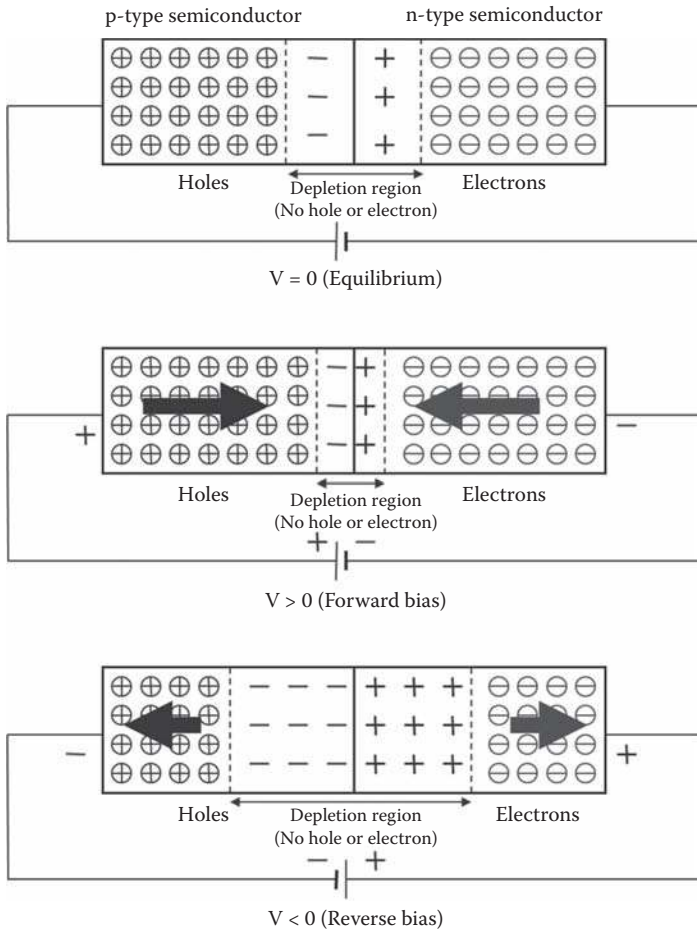 p-type semiconductor n-type semiconductor
Holes Depletion region Electrons
(No hole or electron)
V = 0 (Equilibrium)
+ −
Holes Depletion region Electrons
(No hole or electron)
+ −
V > 0 (Forward bias)
− +
Holes Depletion region Electrons
(No hole or electron)
− +
V < 0 (Reverse bias)